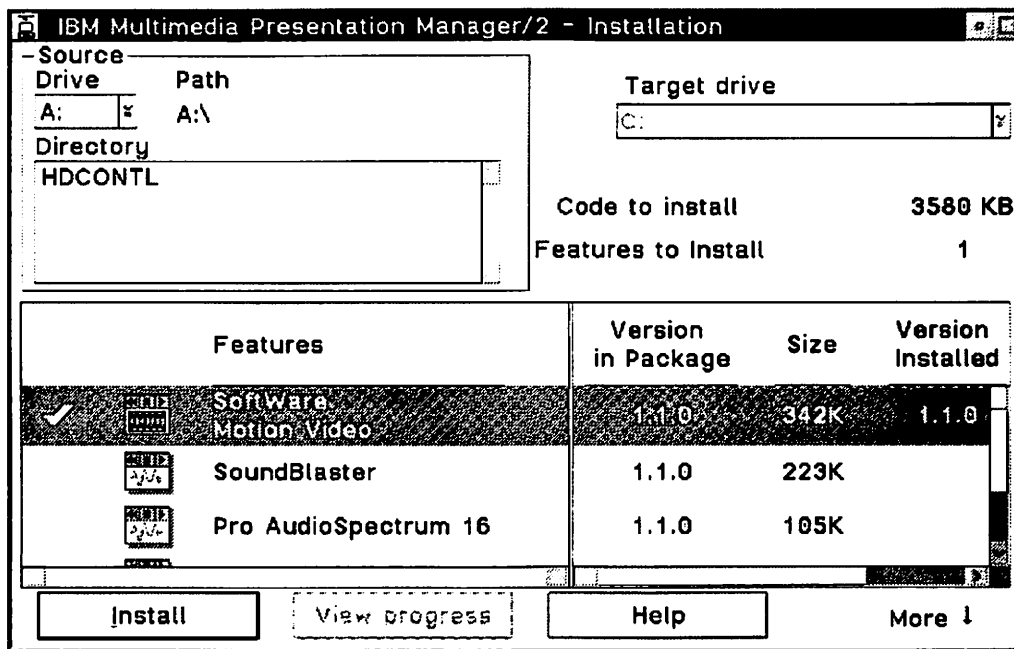 IBM Multimedia Presentation Manager/2 - Installation
Source
Drive Path
A: A:\
Directory
HDCONTL
Target drive
C:
Code to install 3580 KB
Features to Install 1
Features Version in Package Size Version Installed
SoftWare Motion Video 1.1.0 342K 1.1.0
SoundBlaster 1.1.0 223K
Pro AudioSpectrum 16 1.1.0 105K
Install View progress Help More ↓